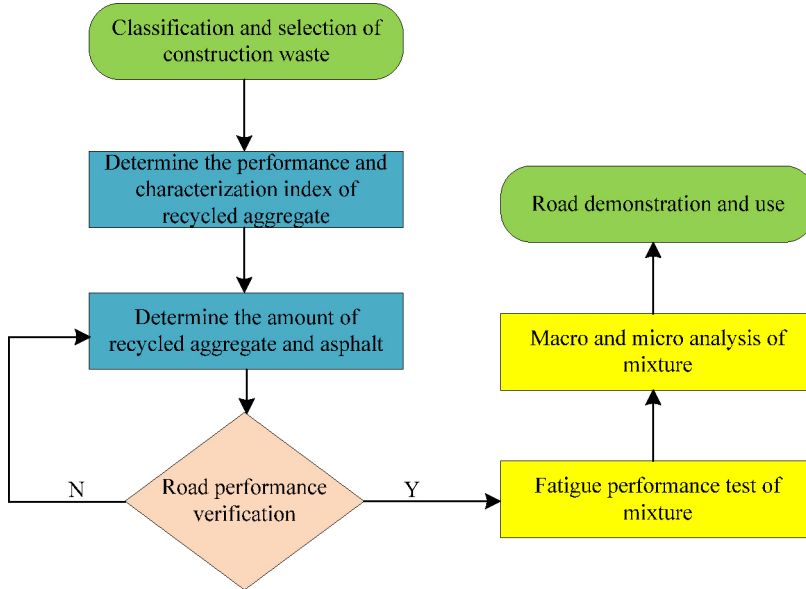 Classification and selection of
construction waste
Determine the performance and
characterization index of
recycled aggregate
Determine the amount of
recycled aggregate and asphalt
Road performance
verification
N
Y
Fatigue performance test of
mixture
Macro and micro analysis of
mixture
Road demonstration and use